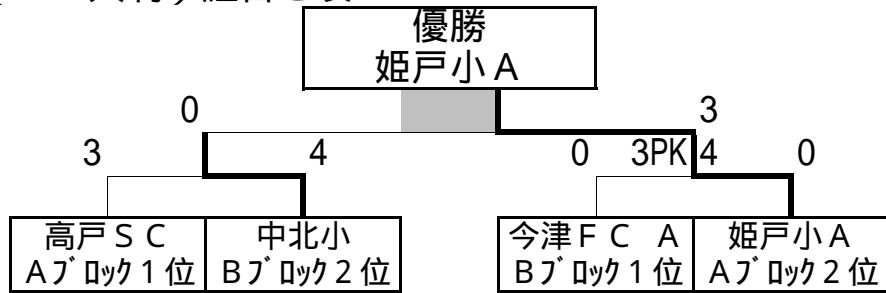 優勝
姫戸小A
0 3
3 4 0 3PK 4 0
高戸SC 中北小 今津FC A 姫戸小A
Aﾌﾞﾛｯｸ1位 Bﾌﾞﾛｯｸ2位 Bﾌﾞﾛｯｸ1位 Aﾌﾞﾛｯｸ2位